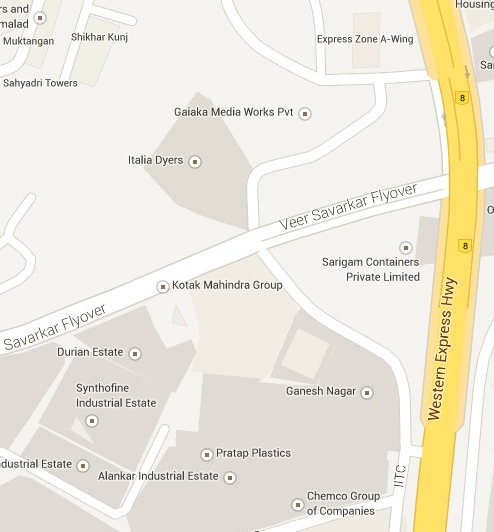 Housing
rs and
malad
Muktangan
Shikhar Kunj
Express Zone A-Wing
Sahyadri Towers
8
Gaiaka Media Works Pvt
Italia Dyers
Veer Savarkar Flyover
8
Sarigam Containers
Private Limited
Kotak Mahindra Group
Savarkar Flyover
Western Express Hwy
Durian Estate
Synthofine
Industrial Estate
Ganesh Nagar
Pratap Plastics
ndustrial Estate
Alankar Industrial Estate
IITC
Chemco Group
of Companies